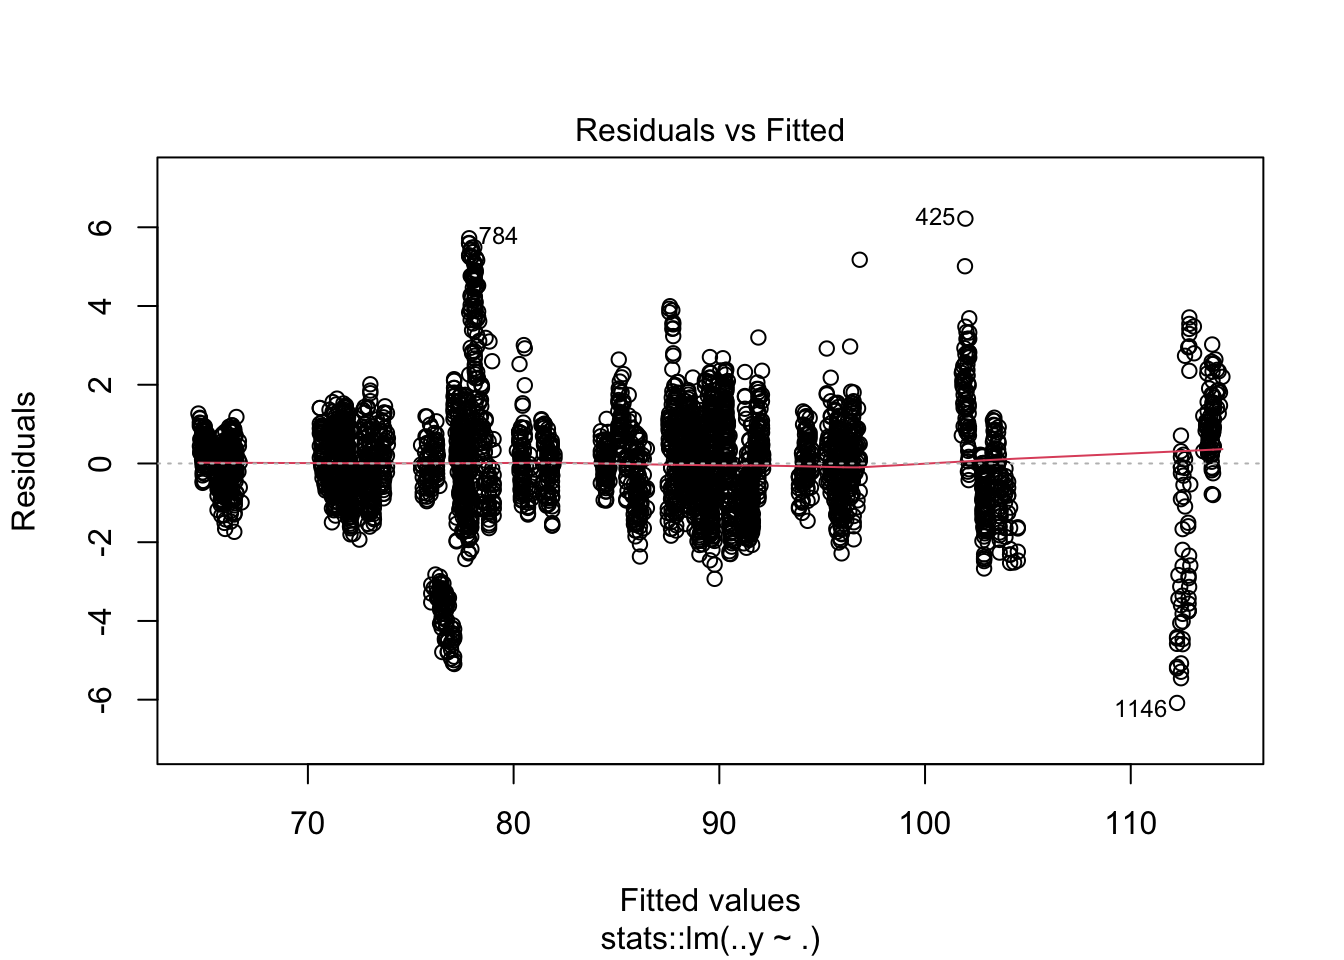 Residuals vs Fitted
Residuals
6
4
2
0
-2
-4
-6
784
425
1146
70 80 90 100 110
Fitted values
stats::lm(..y ~ .)